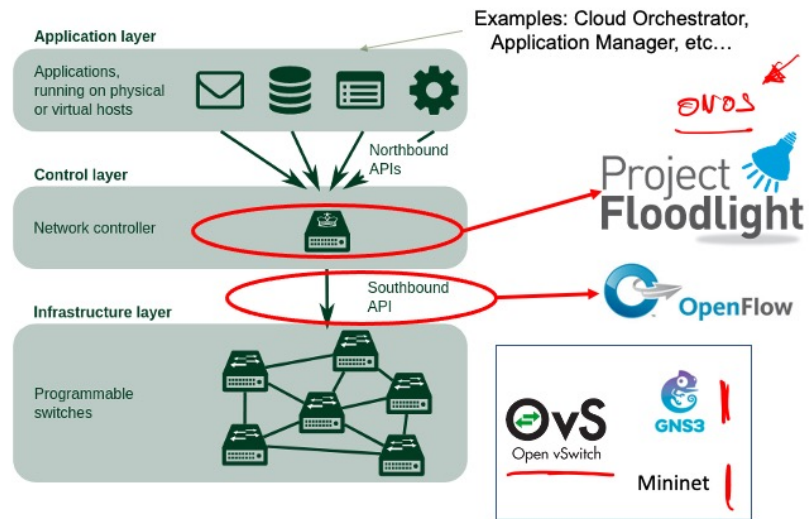 Examples: Cloud Orchestrator,
Application Manager, etc…
Application layer
Applications,
running on physical
or virtual hosts
ONOS
Northbound
APIs
Control layer
Network controller
Project
Floodlight
Southbound
API
OpenFlow
Infrastructure layer
Programmable
switches
OvS
Open vSwitch
GNS3
Mininet